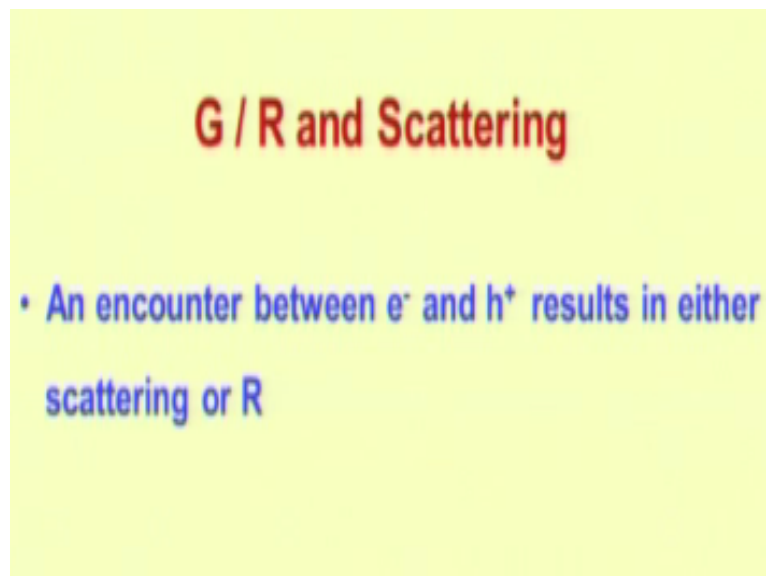 G / R and Scattering
• An encounter between e⁻ and h⁺ results in either
scattering or R